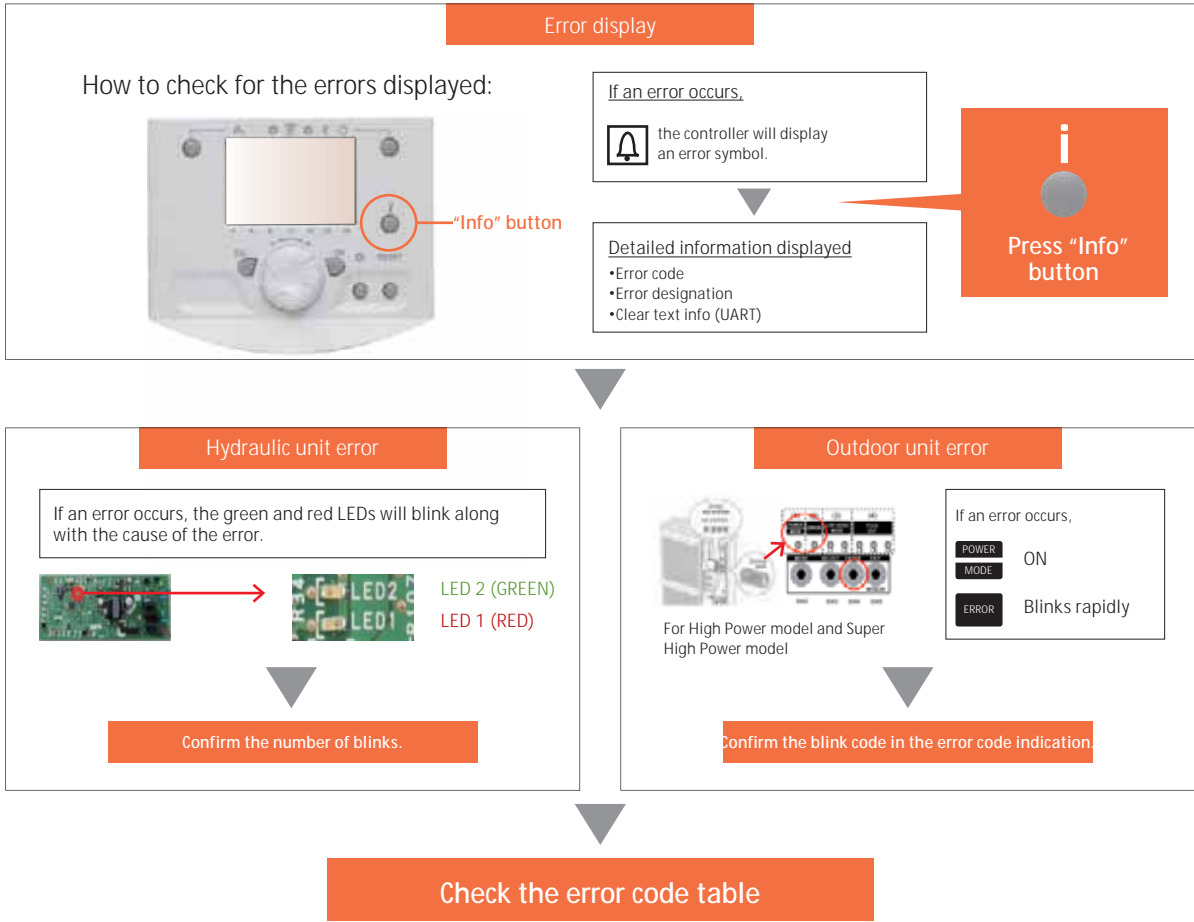 Error display
How to check for the errors displayed:
"Info" button
If an error occurs,
the controller will display
an error symbol.
Detailed information displayed
•Error code
•Error designation
•Clear text info (UART)
i
Press "Info"
button
Hydraulic unit error
If an error occurs, the green and red LEDs will blink along
with the cause of the error.
R34
LED2
LED1
LED 2 (GREEN)
LED 1 (RED)
Confirm the number of blinks.
Outdoor unit error
For High Power model and Super
High Power model
If an error occurs,
POWER
MODE
ON
ERROR
Blinks rapidly
Confirm the blink code in the error code indication.
Check the error code table